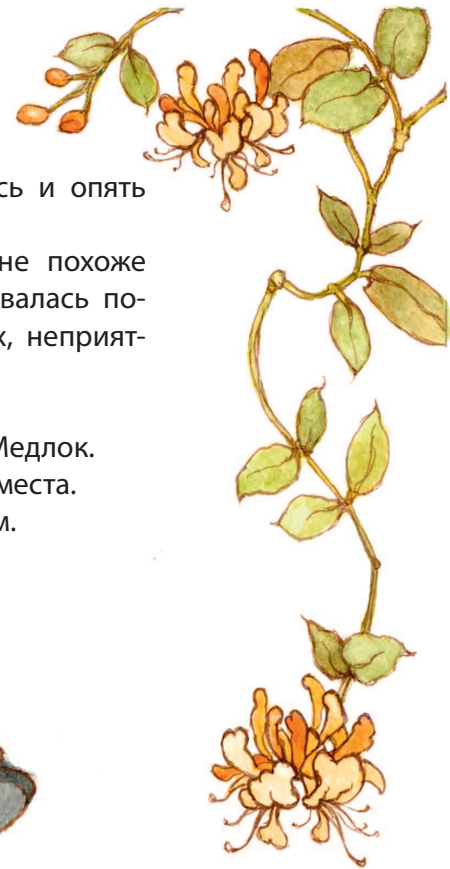 сь и опять
не похоже
валась по-
х, неприят-
Медлок.
места.
м.